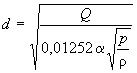 d = √(Q / (0,01252 α √(p / ρ)))